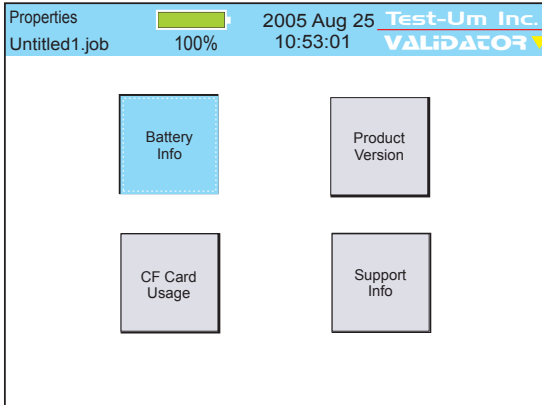 Properties 2005 Aug 25 Test-Um Inc.
Untitled1.job 100% 10:53:01 VALiDATOR
Battery
Info
Product
Version
CF Card
Usage
Support
Info